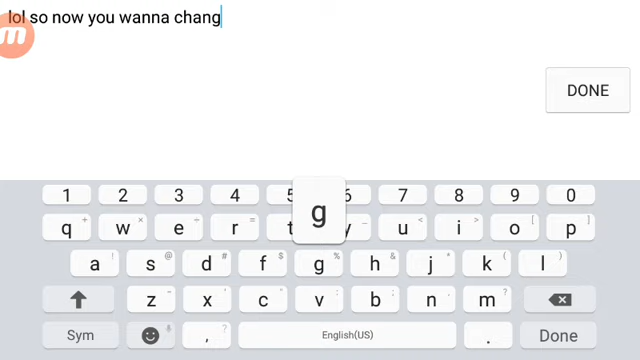 lol so now you wanna chang
DONE
1 2 3 4 5 6 7 8 9 0
g
q + w × e ÷ r = t y _ u < i > o [ p ]
a ! s @ d # f $ g % h & j * k ( l )
z - x ' c " v : b ; n , m ?
Sym , ? English(US) . Done